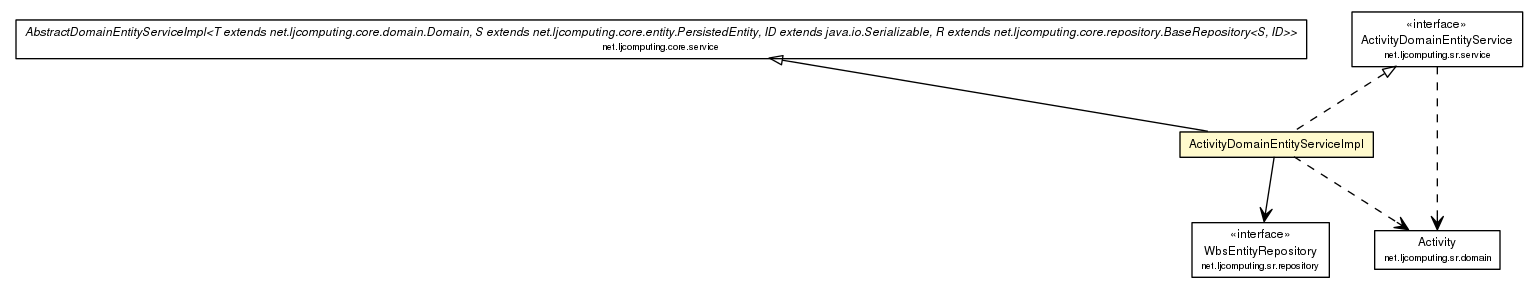 AbstractDomainEntityServiceImpl<T extends net.ljcomputing.core.domain.Domain, S extends net.ljcomputing.core.entity.PersistedEntity, ID extends java.io.Serializable, R extends net.ljcomputing.core.repository.BaseRepository<S, ID>>
net.ljcomputing.core.service
«interface»
ActivityDomainEntityService
net.ljcomputing.sr.service
ActivityDomainEntityServiceImpl
«interface»
WbsEntityRepository
net.ljcomputing.sr.repository
Activity
net.ljcomputing.sr.domain